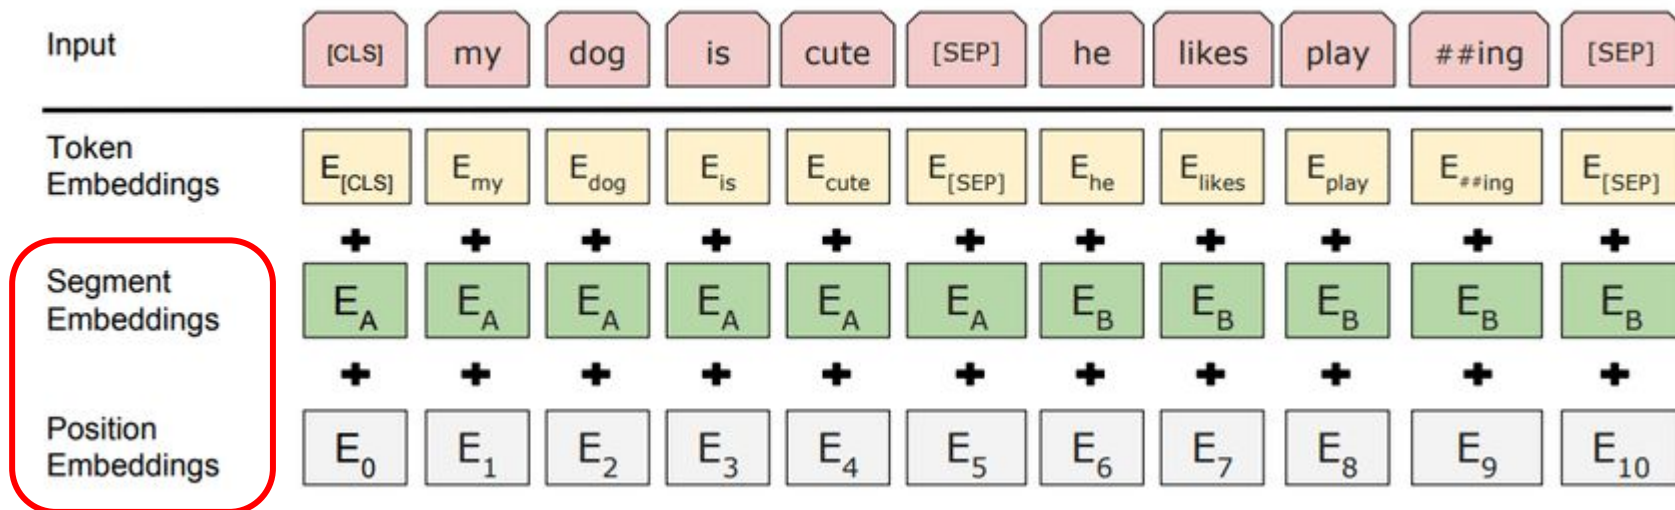 Input [CLS] my dog is cute [SEP] he likes play ##ing [SEP]
Token
Embeddings E[CLS] Emy Edog Eis Ecute E[SEP] Ehe Elikes Eplay E##ing E[SEP]
+ + + + + + + + + + +
Segment
Embeddings EA EA EA EA EA EA EB EB EB EB EB
+ + + + + + + + + + +
Position
Embeddings E0 E1 E2 E3 E4 E5 E6 E7 E8 E9 E10